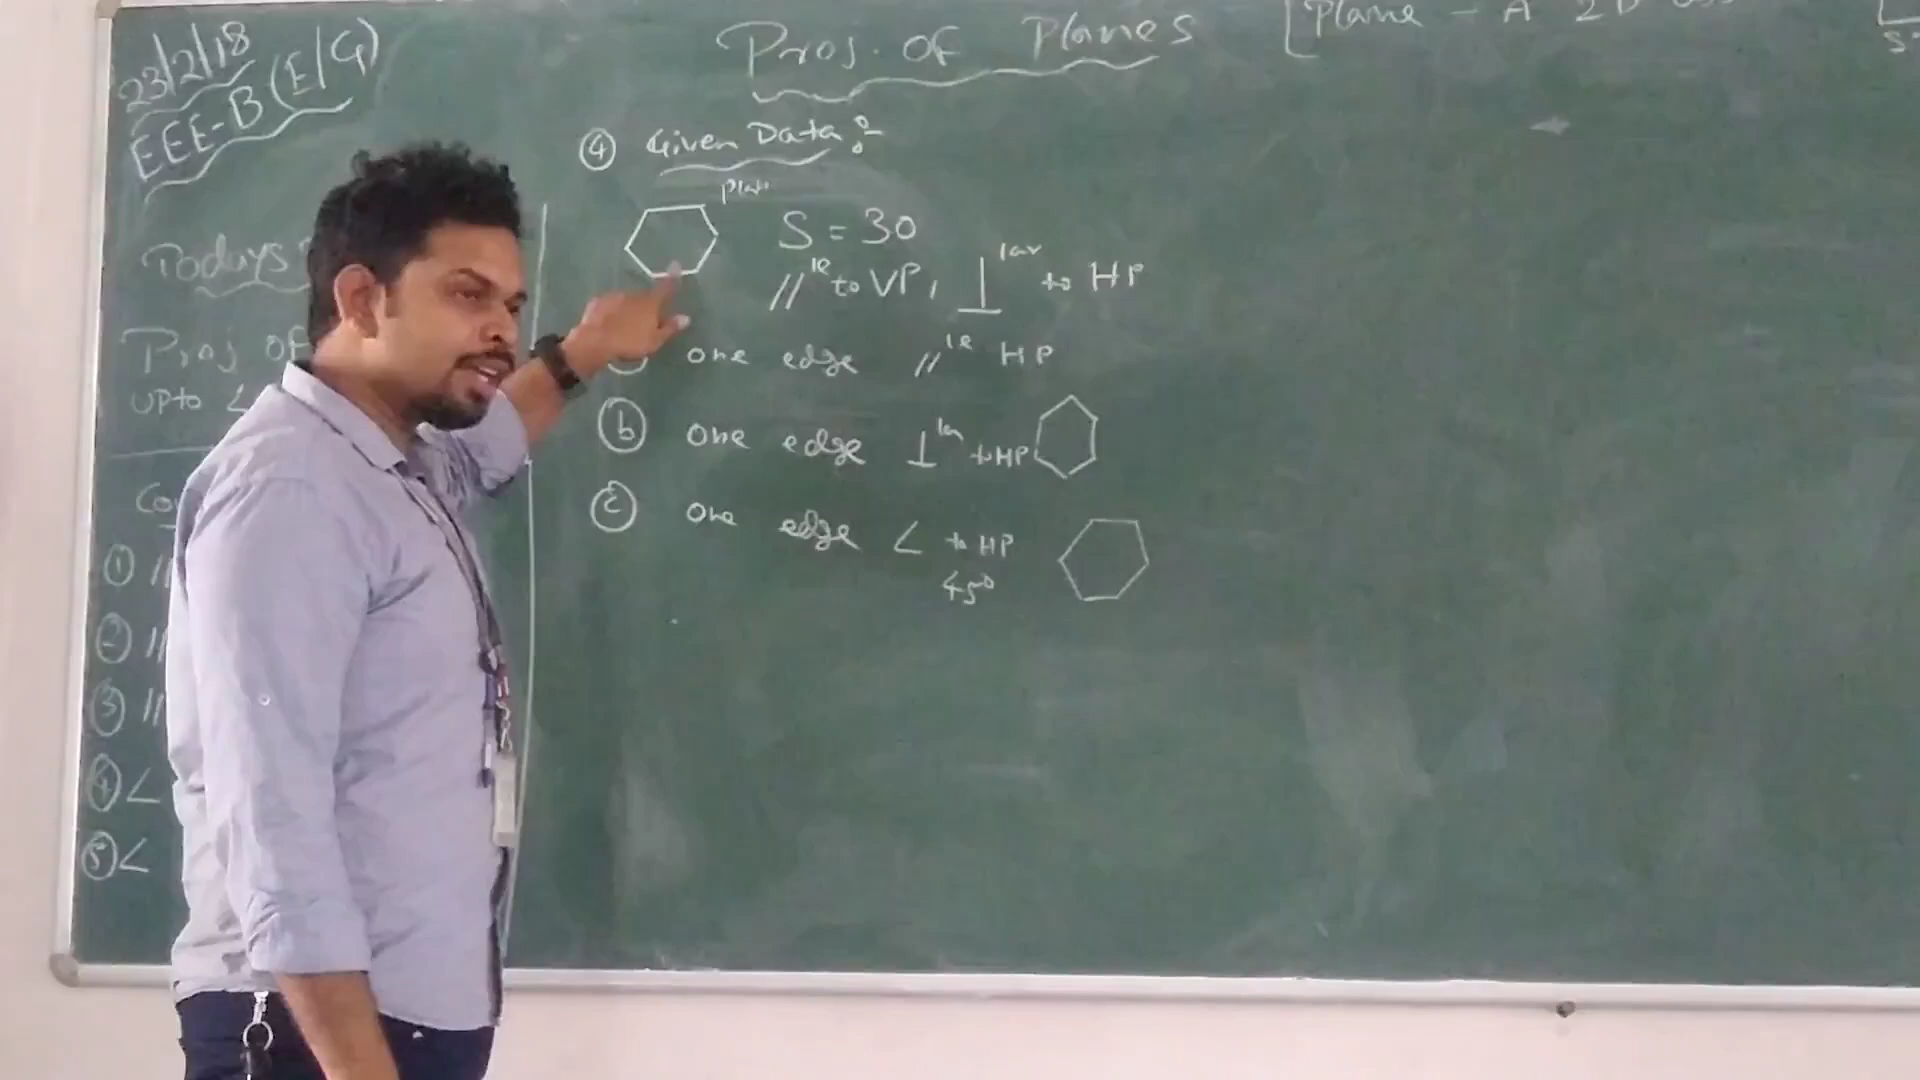 23/2/18
EEE-B (E/G)
Proj. of Planes
[Plane - A 2D
④ Given Data :-
S = 30
//le to VP, ⊥lar to HP
one edge //le HP
ⓑ one edge ⊥lar to HP
ⓒ one edge ∠ to HP
45°
Todays
Proj of
upto ∠
Co
① //
② //
③ //
④ ∠
⑤ ∠